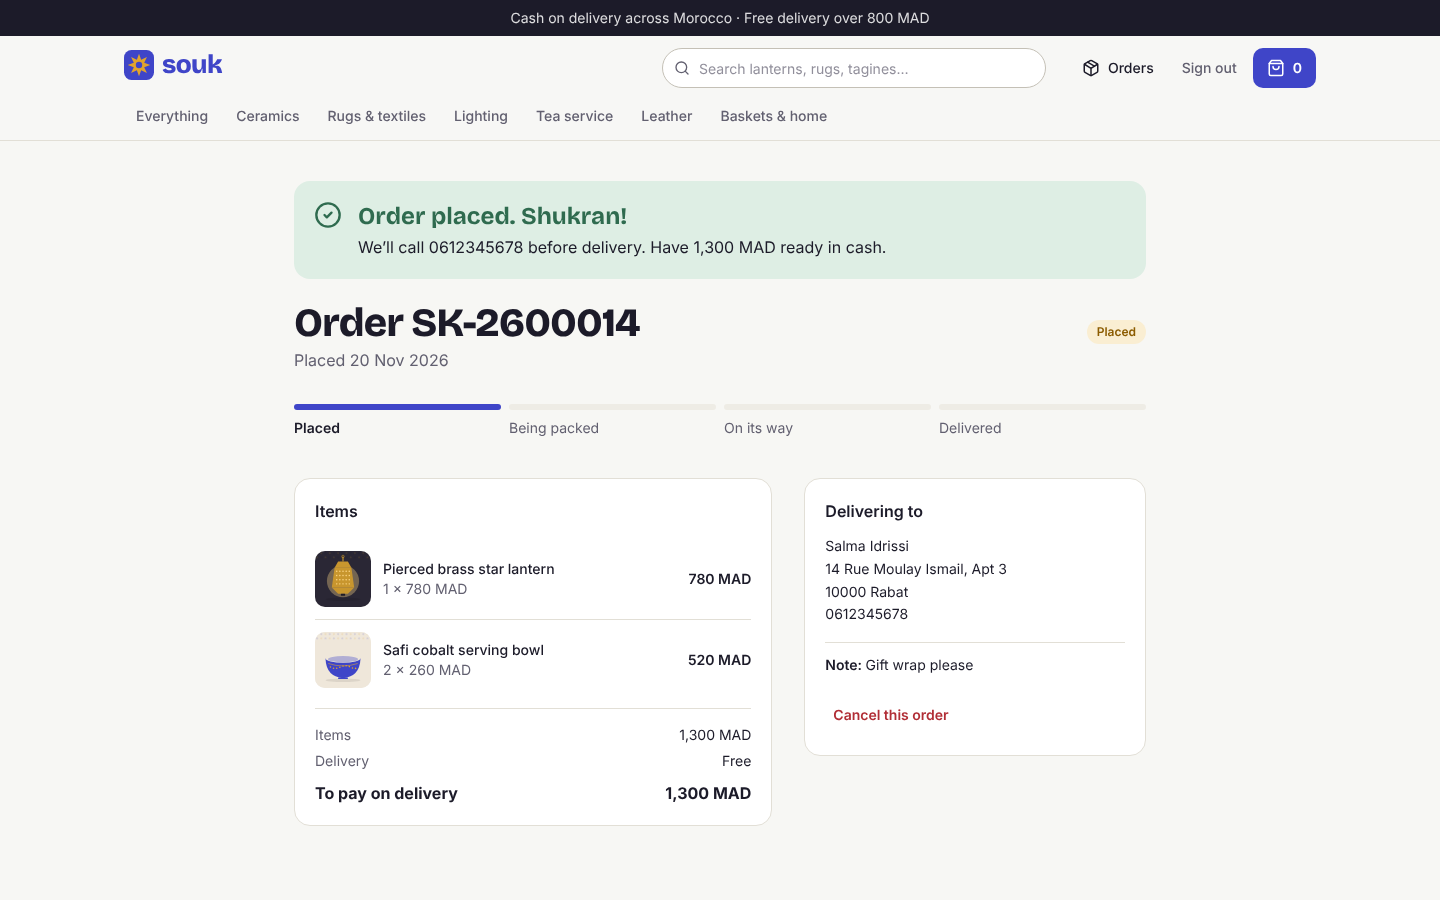 Cash on delivery across Morocco · Free delivery over 800 MAD
souk
Search lanterns, rugs, tagines…
Orders
Sign out
0
Everything
Ceramics
Rugs & textiles
Lighting
Tea service
Leather
Baskets & home
Order placed. Shukran!
We’ll call 0612345678 before delivery. Have 1,300 MAD ready in cash.
Order SK-2600014
Placed
Placed 20 Nov 2026
Placed
Being packed
On its way
Delivered
Items
Pierced brass star lantern
1 × 780 MAD
780 MAD
Safi cobalt serving bowl
2 × 260 MAD
520 MAD
Items
1,300 MAD
Delivery
Free
To pay on delivery
1,300 MAD
Delivering to
Salma Idrissi
14 Rue Moulay Ismail, Apt 3
10000 Rabat
0612345678
Note: Gift wrap please
Cancel this order